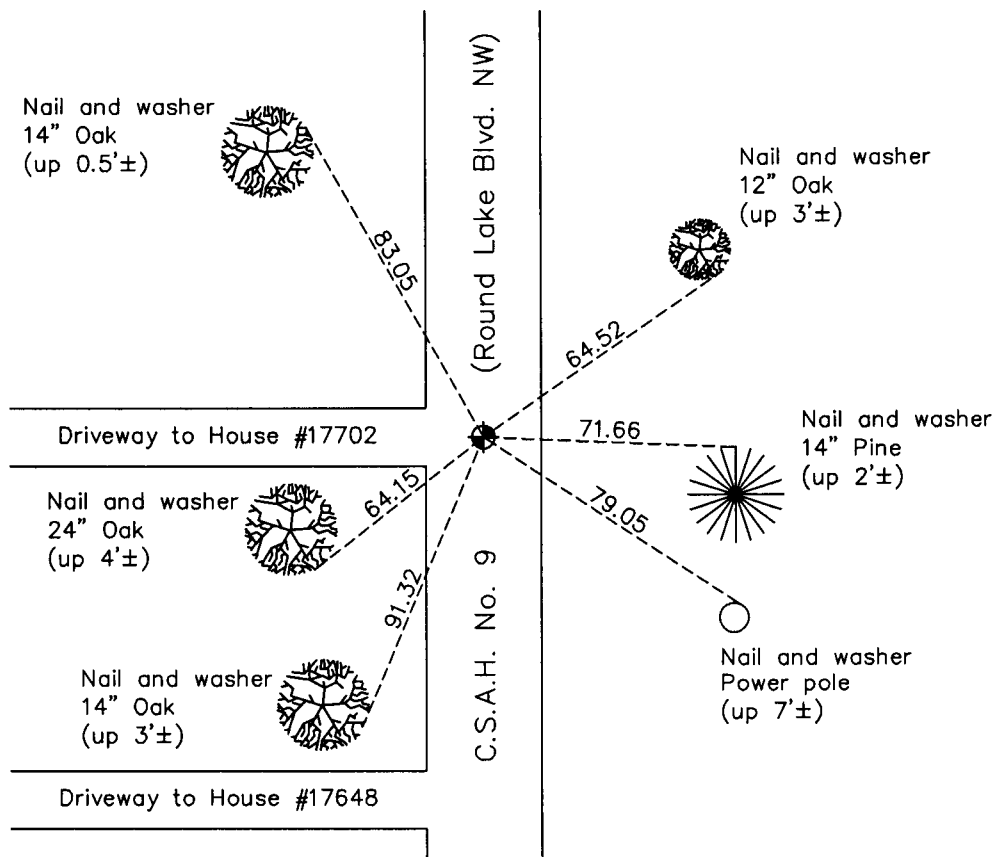 Nail and washer
14" Oak
(up 0.5'±)
83.05
(Round Lake Blvd. NW)
Nail and washer
12" Oak
(up 3'±)
64.52
Driveway to House #17702
71.66
Nail and washer
14" Pine
(up 2'±)
Nail and washer
24" Oak
(up 4'±)
64.15
79.05
91.32
C.S.A.H. No. 9
Nail and washer
Power pole
(up 7'±)
Nail and washer
14" Oak
(up 3'±)
Driveway to House #17648